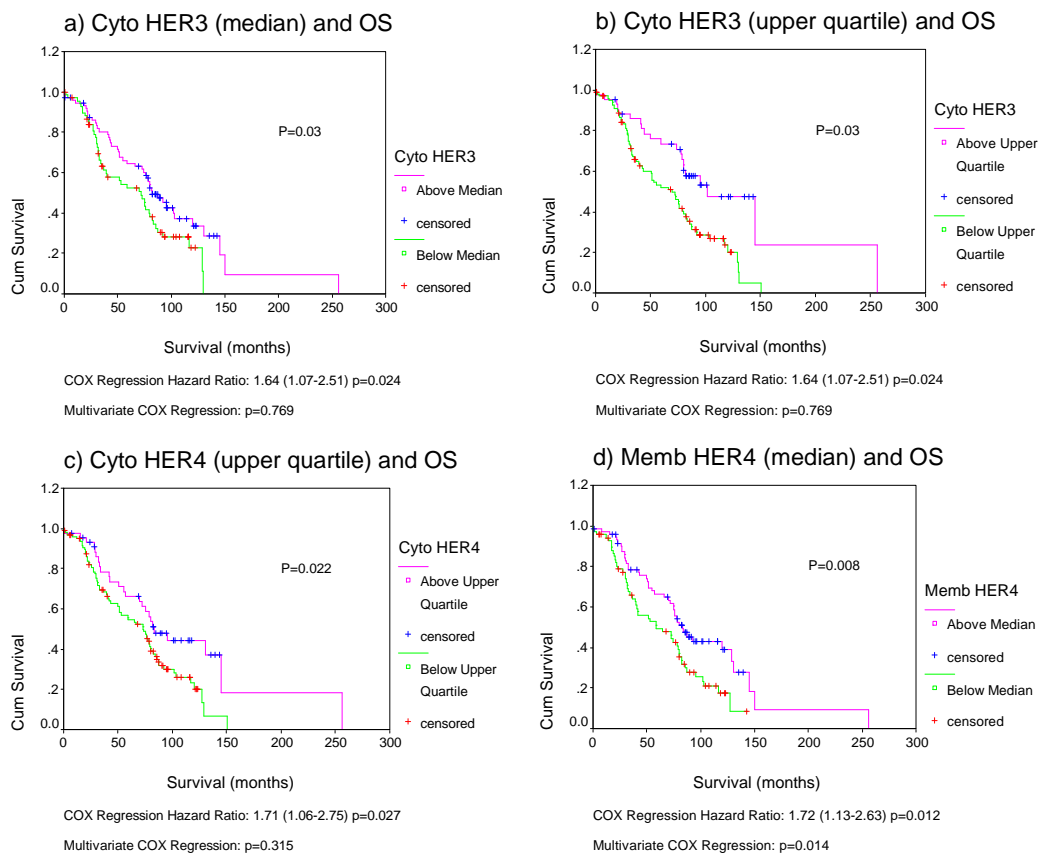 a) Cyto HER3 (median) and OS
1.2
1.0
.8
.6
.4
.2
0.0
Cum Survival
0
50
100
150
200
250
300
Survival (months)
P=0.03
Cyto HER3
Above Median
censored
Below Median
censored
COX Regression Hazard Ratio: 1.64 (1.07-2.51) p=0.024
Multivariate COX Regression: p=0.769
b) Cyto HER3 (upper quartile) and OS
1.2
1.0
.8
.6
.4
.2
0.0
Cum Survival
0
50
100
150
200
250
300
Survival (months)
P=0.03
Cyto HER3
Above Upper
Quartile
censored
Below Upper
Quartile
censored
COX Regression Hazard Ratio: 1.64 (1.07-2.51) p=0.024
Multivariate COX Regression: p=0.769
c) Cyto HER4 (upper quartile) and OS
1.2
1.0
.8
.6
.4
.2
0.0
Cum Survival
0
50
100
150
200
250
300
Survival (months)
P=0.022
Cyto HER4
Above Upper
Quartile
censored
Below Upper
Quartile
censored
COX Regression Hazard Ratio: 1.71 (1.06-2.75) p=0.027
Multivariate COX Regression: p=0.315
d) Memb HER4 (median) and OS
1.2
1.0
.8
.6
.4
.2
0.0
Cum Survival
0
50
100
150
200
250
300
Survival (months)
P=0.008
Memb HER4
Above Median
censored
Below Median
censored
COX Regression Hazard Ratio: 1.72 (1.13-2.63) p=0.012
Multivariate COX Regression: p=0.014